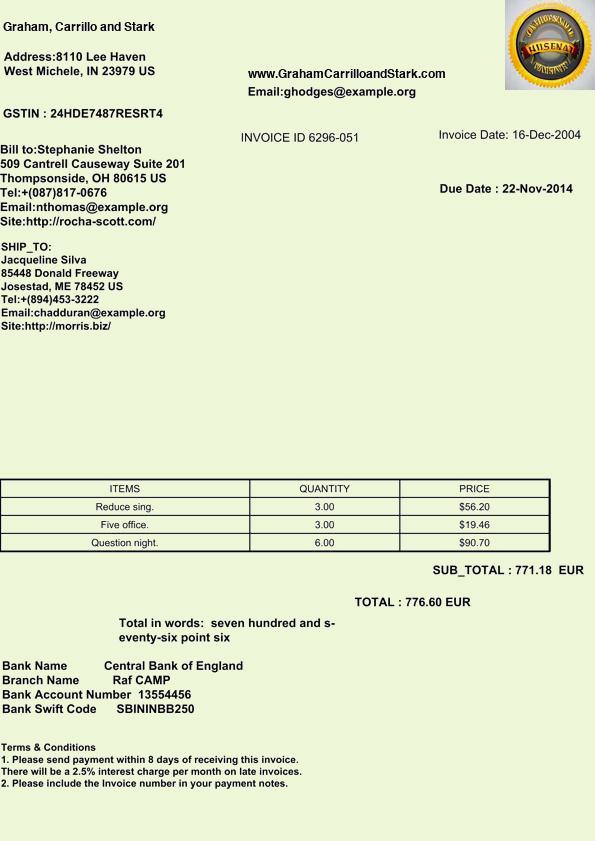 Graham, Carrillo and Stark
Address:8110 Lee Haven
West Michele, IN 23979 US
www.GrahamCarrilloandStark.com
Email:ghodges@example.org
HUSENAT
GSTIN : 24HDE7487RESRT4
INVOICE ID 6296-051
Invoice Date: 16-Dec-2004
Due Date : 22-Nov-2014
Bill to:Stephanie Shelton
509 Cantrell Causeway Suite 201
Thompsonside, OH 80615 US
Tel:+(087)817-0676
Email:nthomas@example.org
Site:http://rocha-scott.com/
SHIP_TO:
Jacqueline Silva
85448 Donald Freeway
Josestad, ME 78452 US
Tel:+(894)453-3222
Email:chadduran@example.org
Site:http://morris.biz/
ITEMS QUANTITY PRICE
Reduce sing. 3.00 $56.20
Five office. 3.00 $19.46
Question night. 6.00 $90.70
SUB_TOTAL : 771.18 EUR
TOTAL : 776.60 EUR
Total in words: seven hundred and s-
eventy-six point six
Bank Name Central Bank of England
Branch Name Raf CAMP
Bank Account Number 13554456
Bank Swift Code SBININBB250
Terms & Conditions
1. Please send payment within 8 days of receiving this invoice.
There will be a 2.5% interest charge per month on late invoices.
2. Please include the Invoice number in your payment notes.